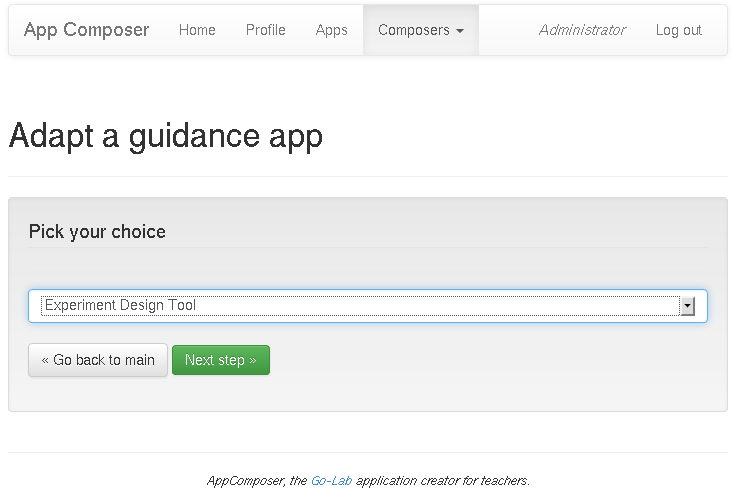 App Composer Home Profile Apps Composers Administrator Log out
Adapt a guidance app
Pick your choice
Experiment Design Tool
« Go back to main Next step »
AppComposer, the Go-Lab application creator for teachers.